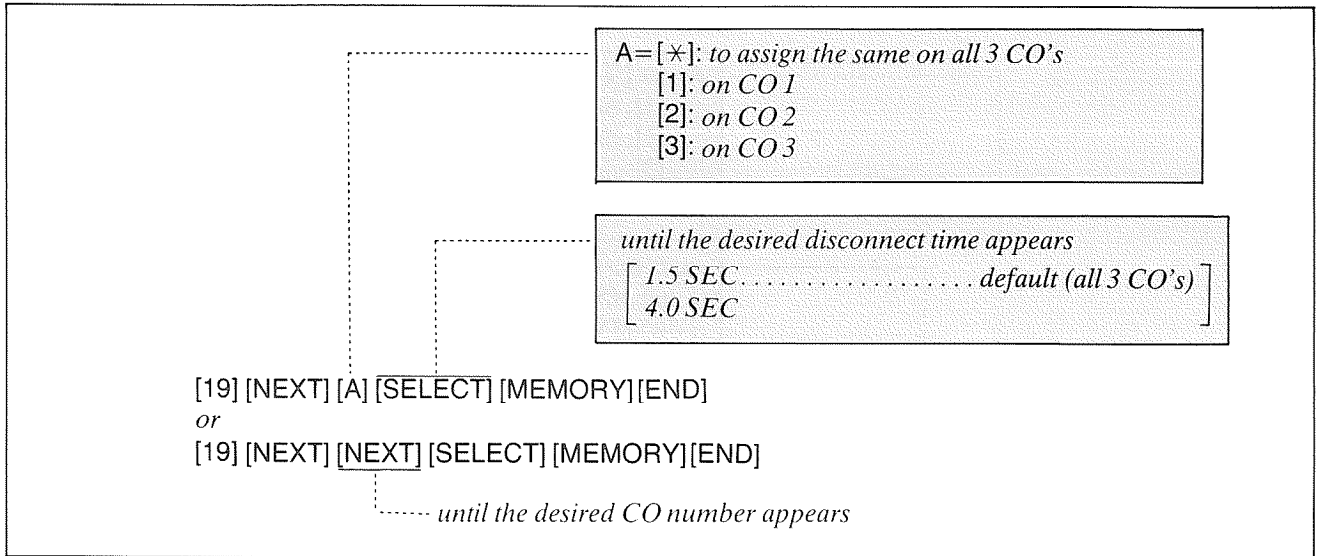 A=[✳]: to assign the same on all 3 CO's
[1]: on CO 1
[2]: on CO 2
[3]: on CO 3
until the desired disconnect time appears
1.5 SEC. . . . . . . . . . . . . . . . . . . default (all 3 CO's)
4.0 SEC
[19] [NEXT] [A] [SELECT] [MEMORY] [END]
or
[19] [NEXT] [NEXT] [SELECT] [MEMORY] [END]
until the desired CO number appears